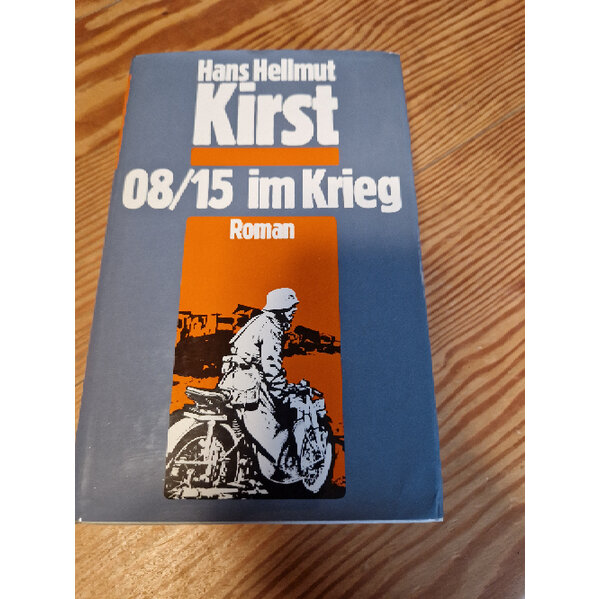 Hans Hellmut
Kirst
08/15 im Krieg
Roman